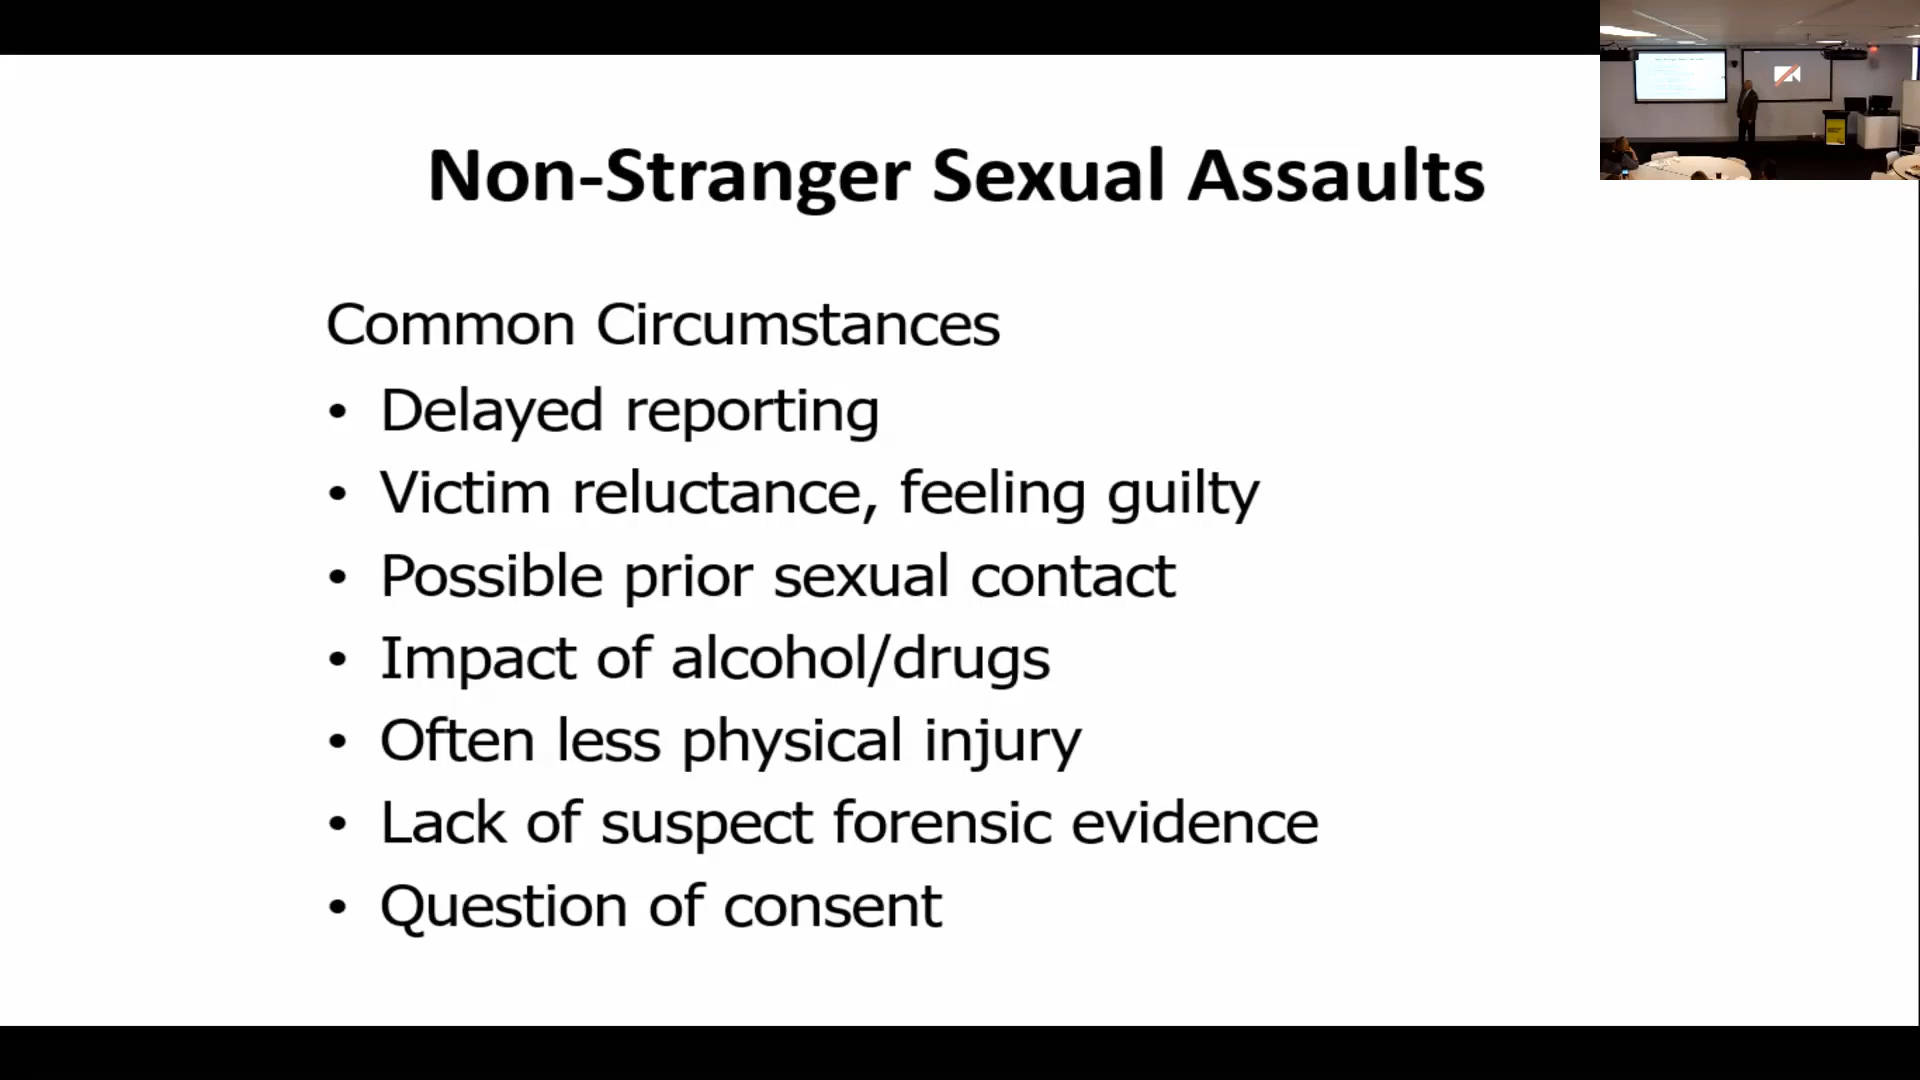 Non-Stranger Sexual Assaults
Common Circumstances
• Delayed reporting
• Victim reluctance, feeling guilty
• Possible prior sexual contact
• Impact of alcohol/drugs
• Often less physical injury
• Lack of suspect forensic evidence
• Question of consent